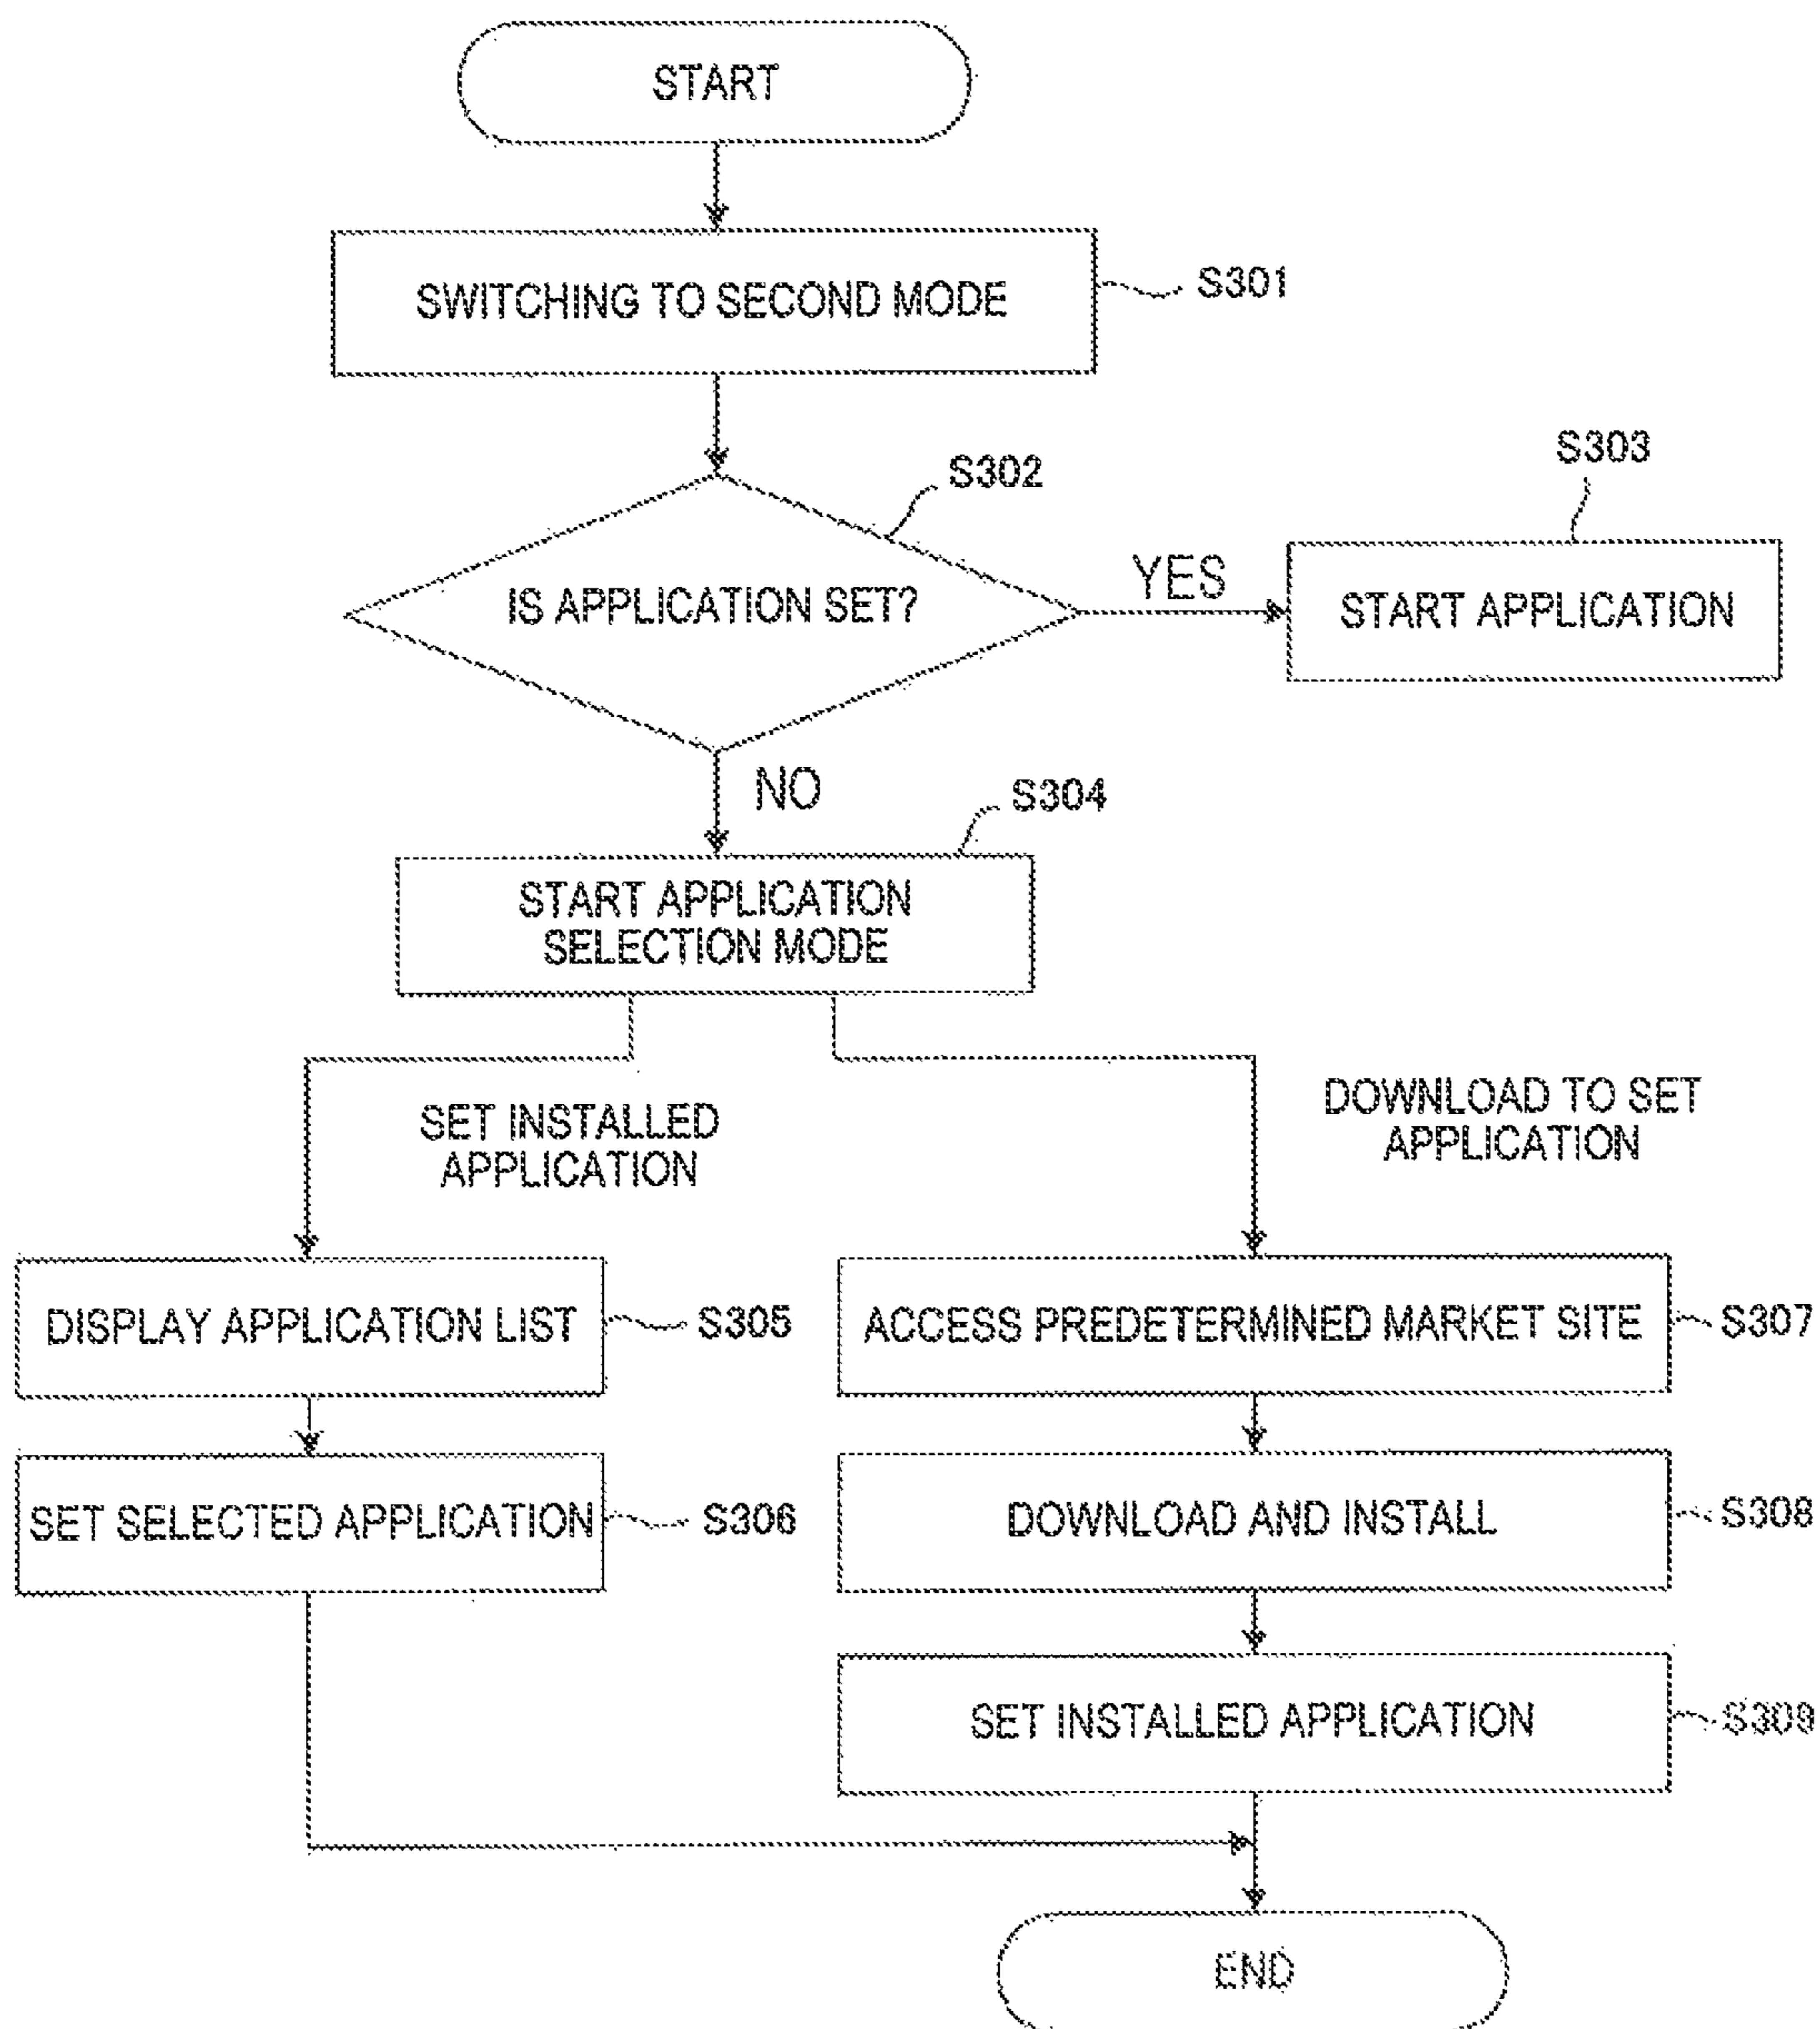 START
SWITCHING TO SECOND MODE
S301
S302
S303
IS APPLICATION SET?
YES
START APPLICATION
NO
S304
START APPLICATION
SELECTION MODE
SET INSTALLED
APPLICATION
DOWNLOAD TO SET
APPLICATION
DISPLAY APPLICATION LIST
S305
ACCESS PREDETERMINED MARKET SITE
S307
SET SELECTED APPLICATION
S306
DOWNLOAD AND INSTALL
S308
SET INSTALLED APPLICATION
S309
END